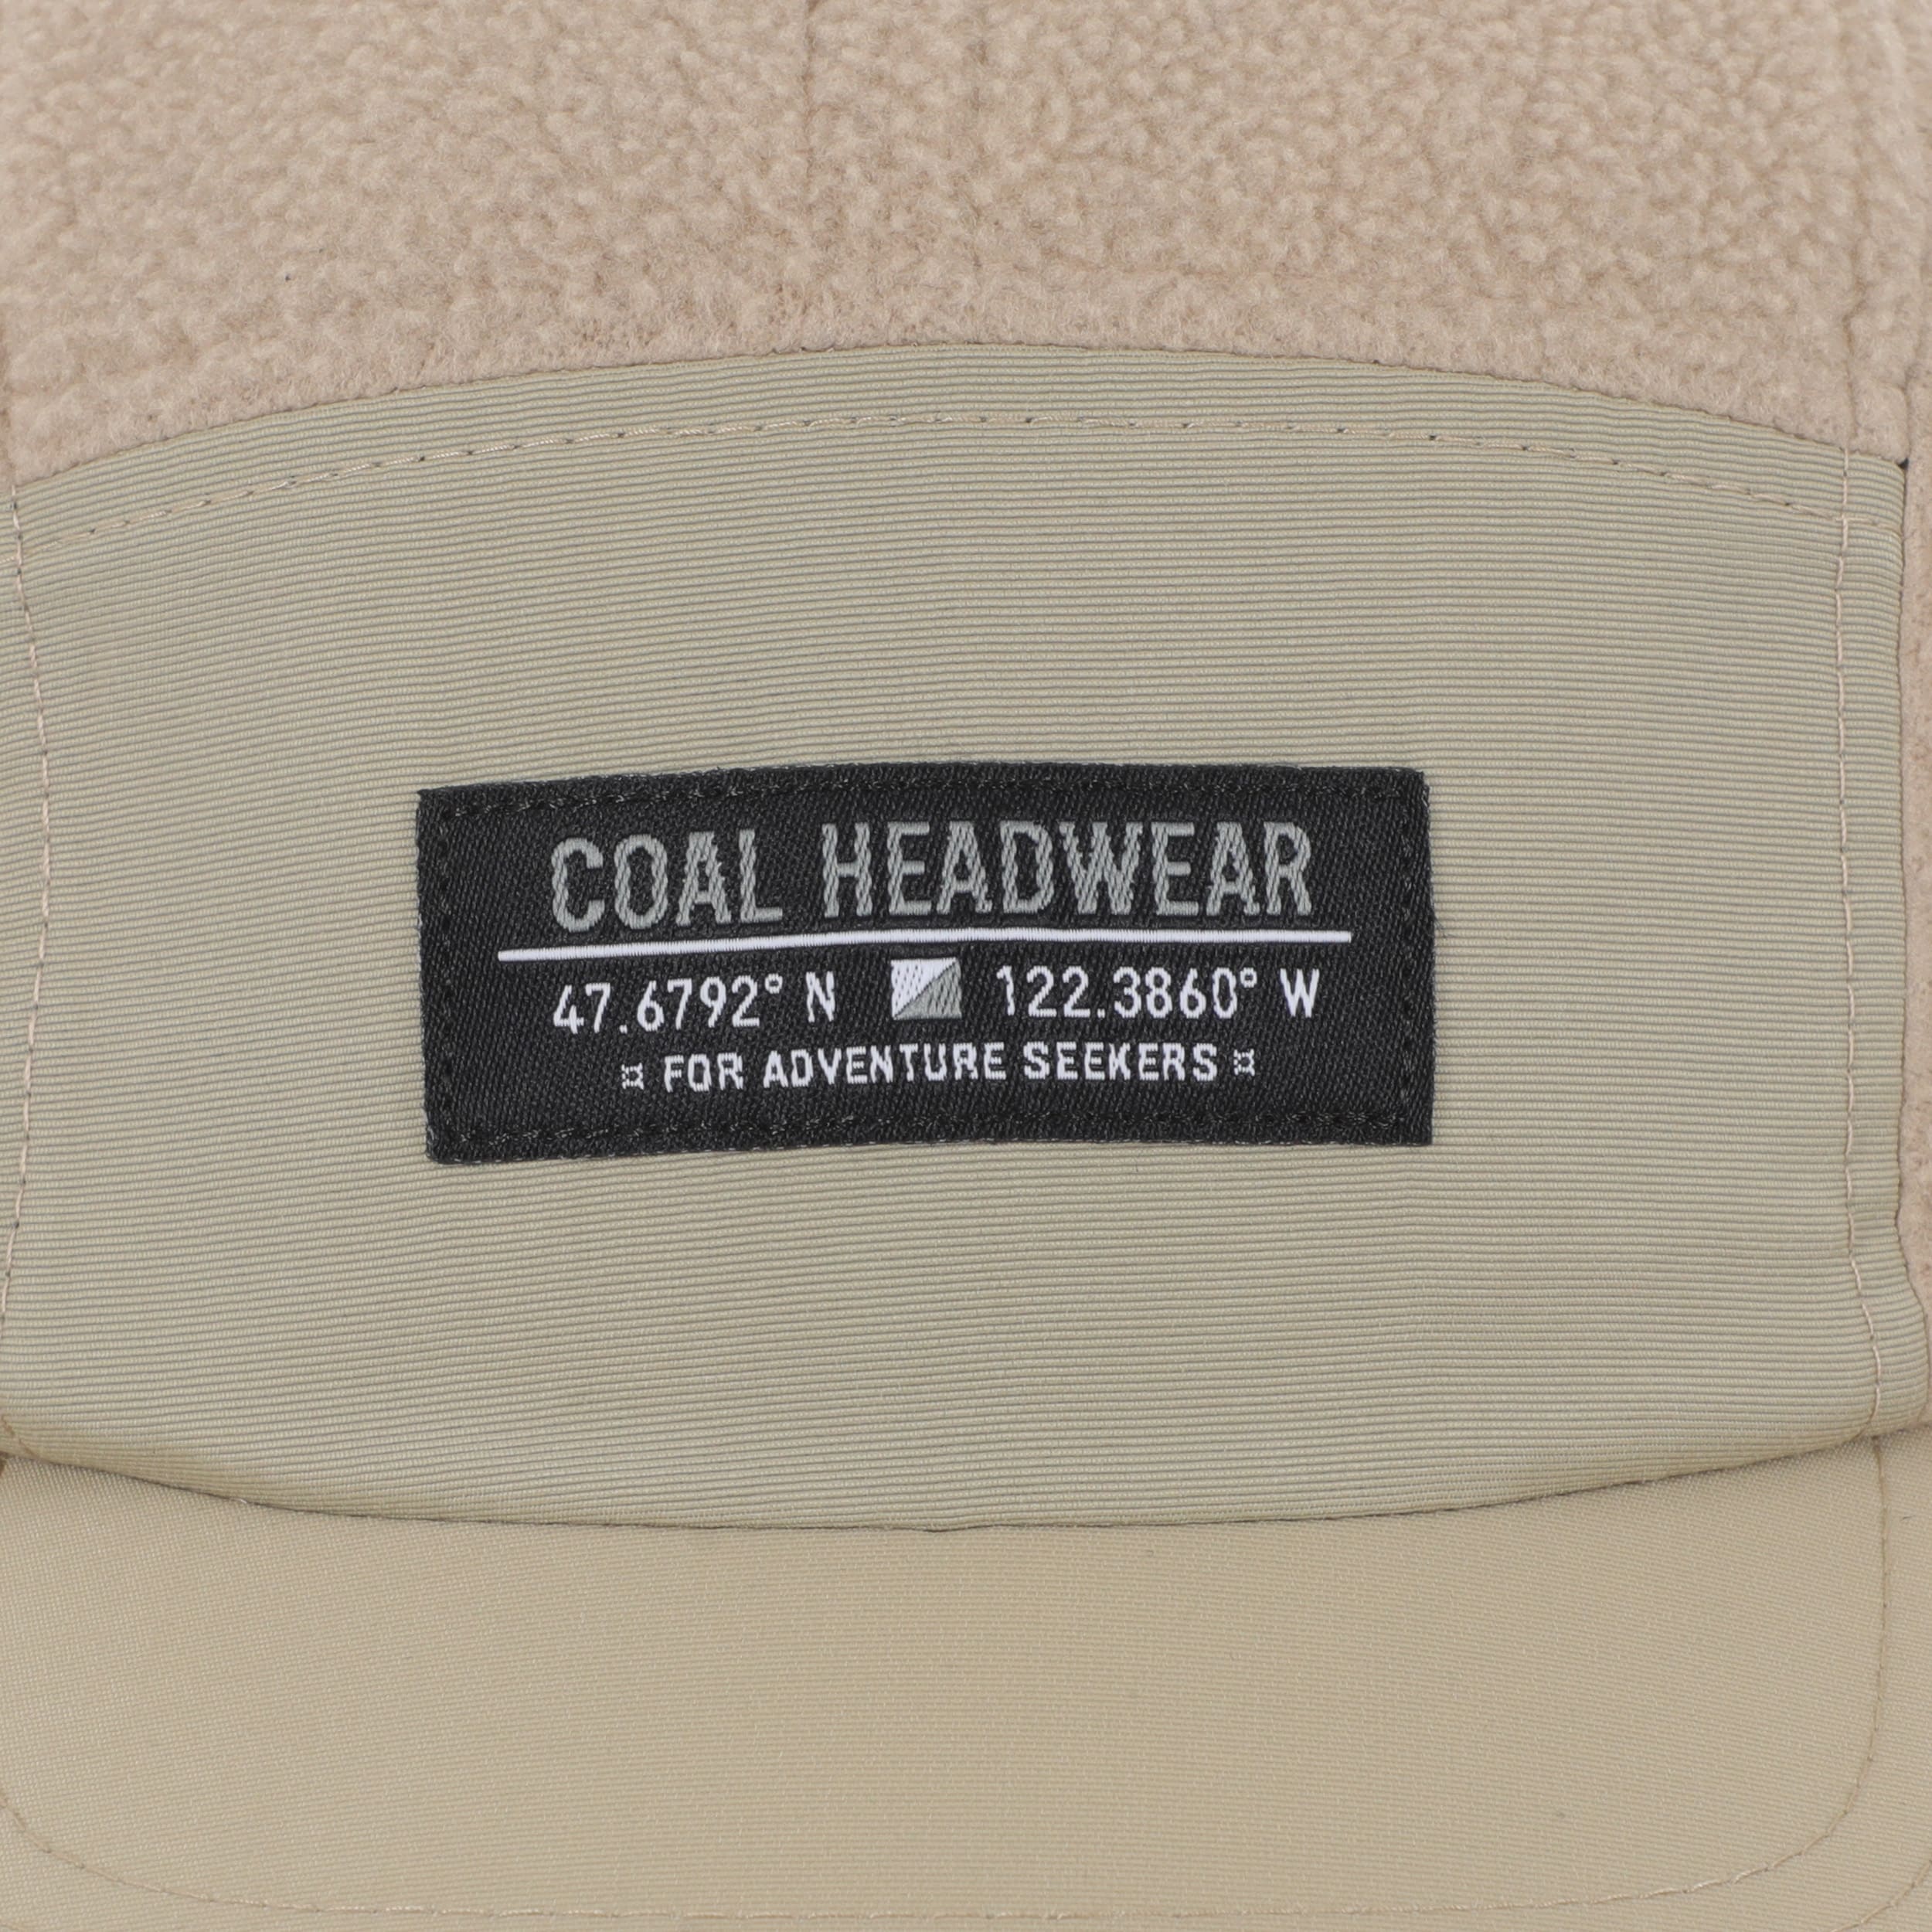 COAL HEADWEAR
47.6792° N 122.3860° W
¤ FOR ADVENTURE SEEKERS ¤